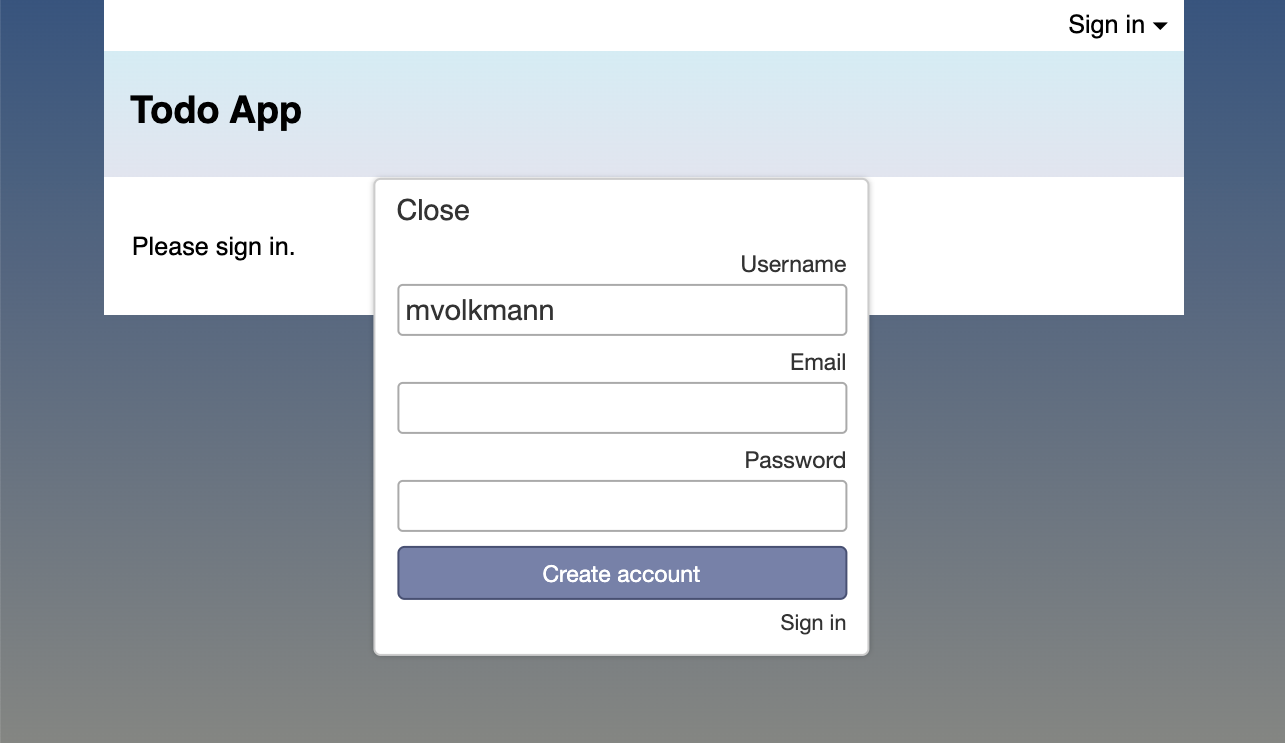 Sign in
Todo App
Please sign in.
Close
Username
mvolkmann
Email
Password
Create account
Sign in